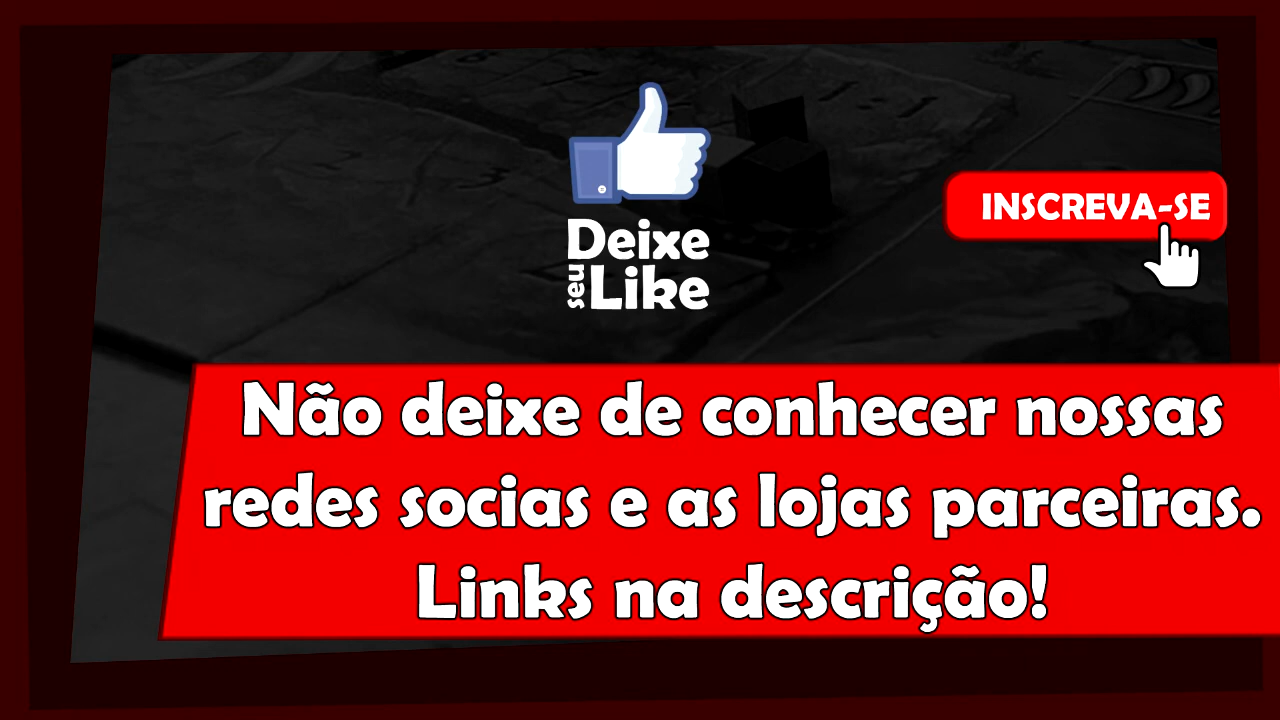 Deixe
seu Like
INSCREVA-SE
Não deixe de conhecer nossas
redes socias e as lojas parceiras.
Links na descrição!